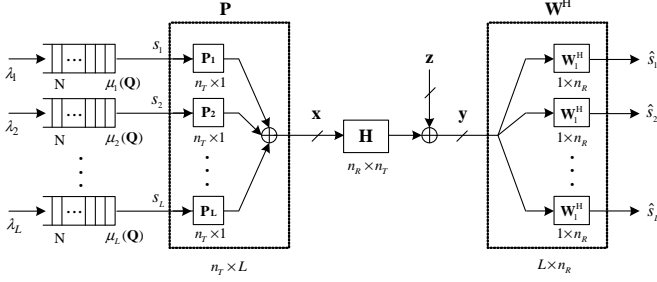 P
W^H
λ1
N
μ1(Q)
s1
P1
nT × 1
λ2
N
μ2(Q)
s2
P2
nT × 1
λL
N
μL(Q)
sL
PL
nT × 1
nT × L
x
H
nR × nT
z
y
W1^H
1 × nR
ŝ1
W1^H
1 × nR
ŝ2
W1^H
1 × nR
ŝl
L × nR